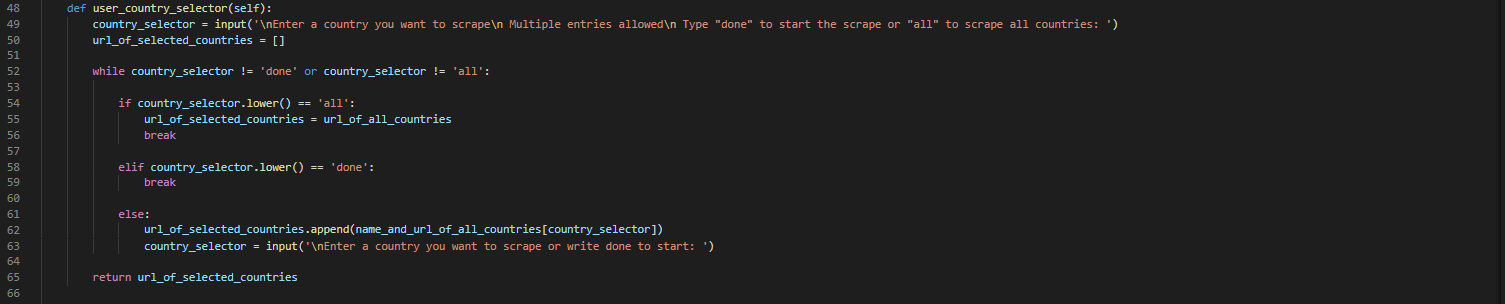 48 def user_country_selector(self):
49 country_selector = input('\nEnter a country you want to scrape\n Multiple entries allowed\n Type "done" to start the scrape or "all" to scrape all countries: ')
50 url_of_selected_countries = []
51
52 while country_selector != 'done' or country_selector != 'all':
53
54 if country_selector.lower() == 'all':
55 url_of_selected_countries = url_of_all_countries
56 break
57
58 elif country_selector.lower() == 'done':
59 break
60
61 else:
62 url_of_selected_countries.append(name_and_url_of_all_countries[country_selector])
63 country_selector = input('\nEnter a country you want to scrape or write done to start: ')
64
65 return url_of_selected_countries
66